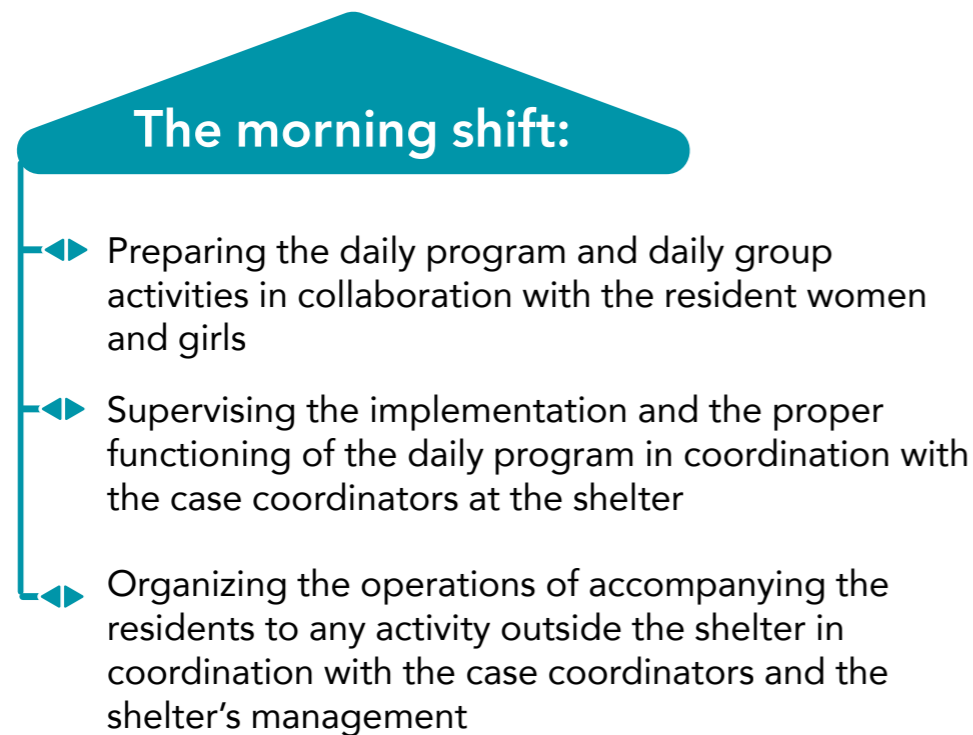 The morning shift:
Preparing the daily program and daily group
activities in collaboration with the resident women
and girls
Supervising the implementation and the proper
functioning of the daily program in coordination with
the case coordinators at the shelter
Organizing the operations of accompanying the
residents to any activity outside the shelter in
coordination with the case coordinators and the
shelter’s management